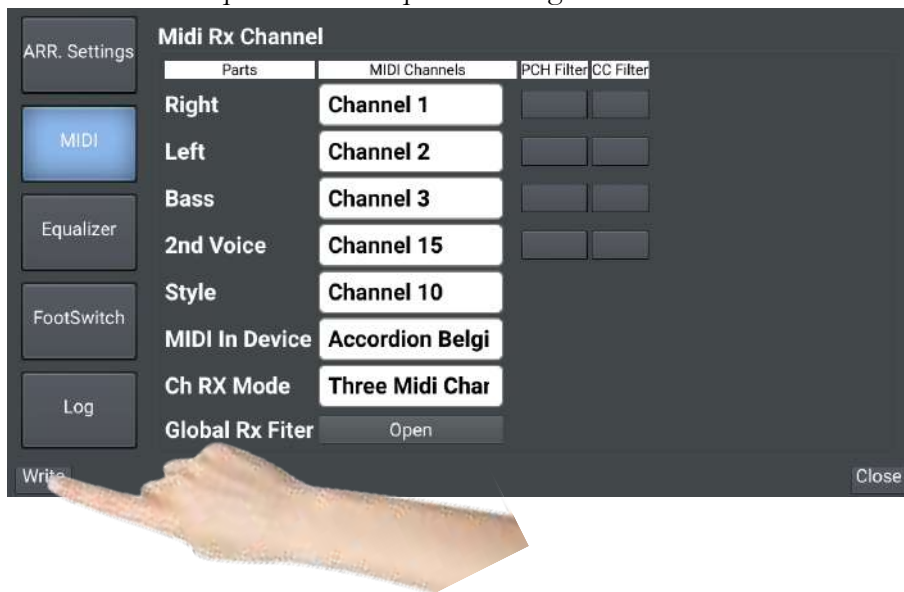 ARR. Settings
MIDI
Equalizer
FootSwitch
Log
Midi Rx Channel
Parts MIDI Channels PCH Filter CC Filter
Right Channel 1
Left Channel 2
Bass Channel 3
2nd Voice Channel 15
Style Channel 10
MIDI In Device Accordion Belgi
Ch RX Mode Three Midi Char
Global Rx Fiter Open
Write Close